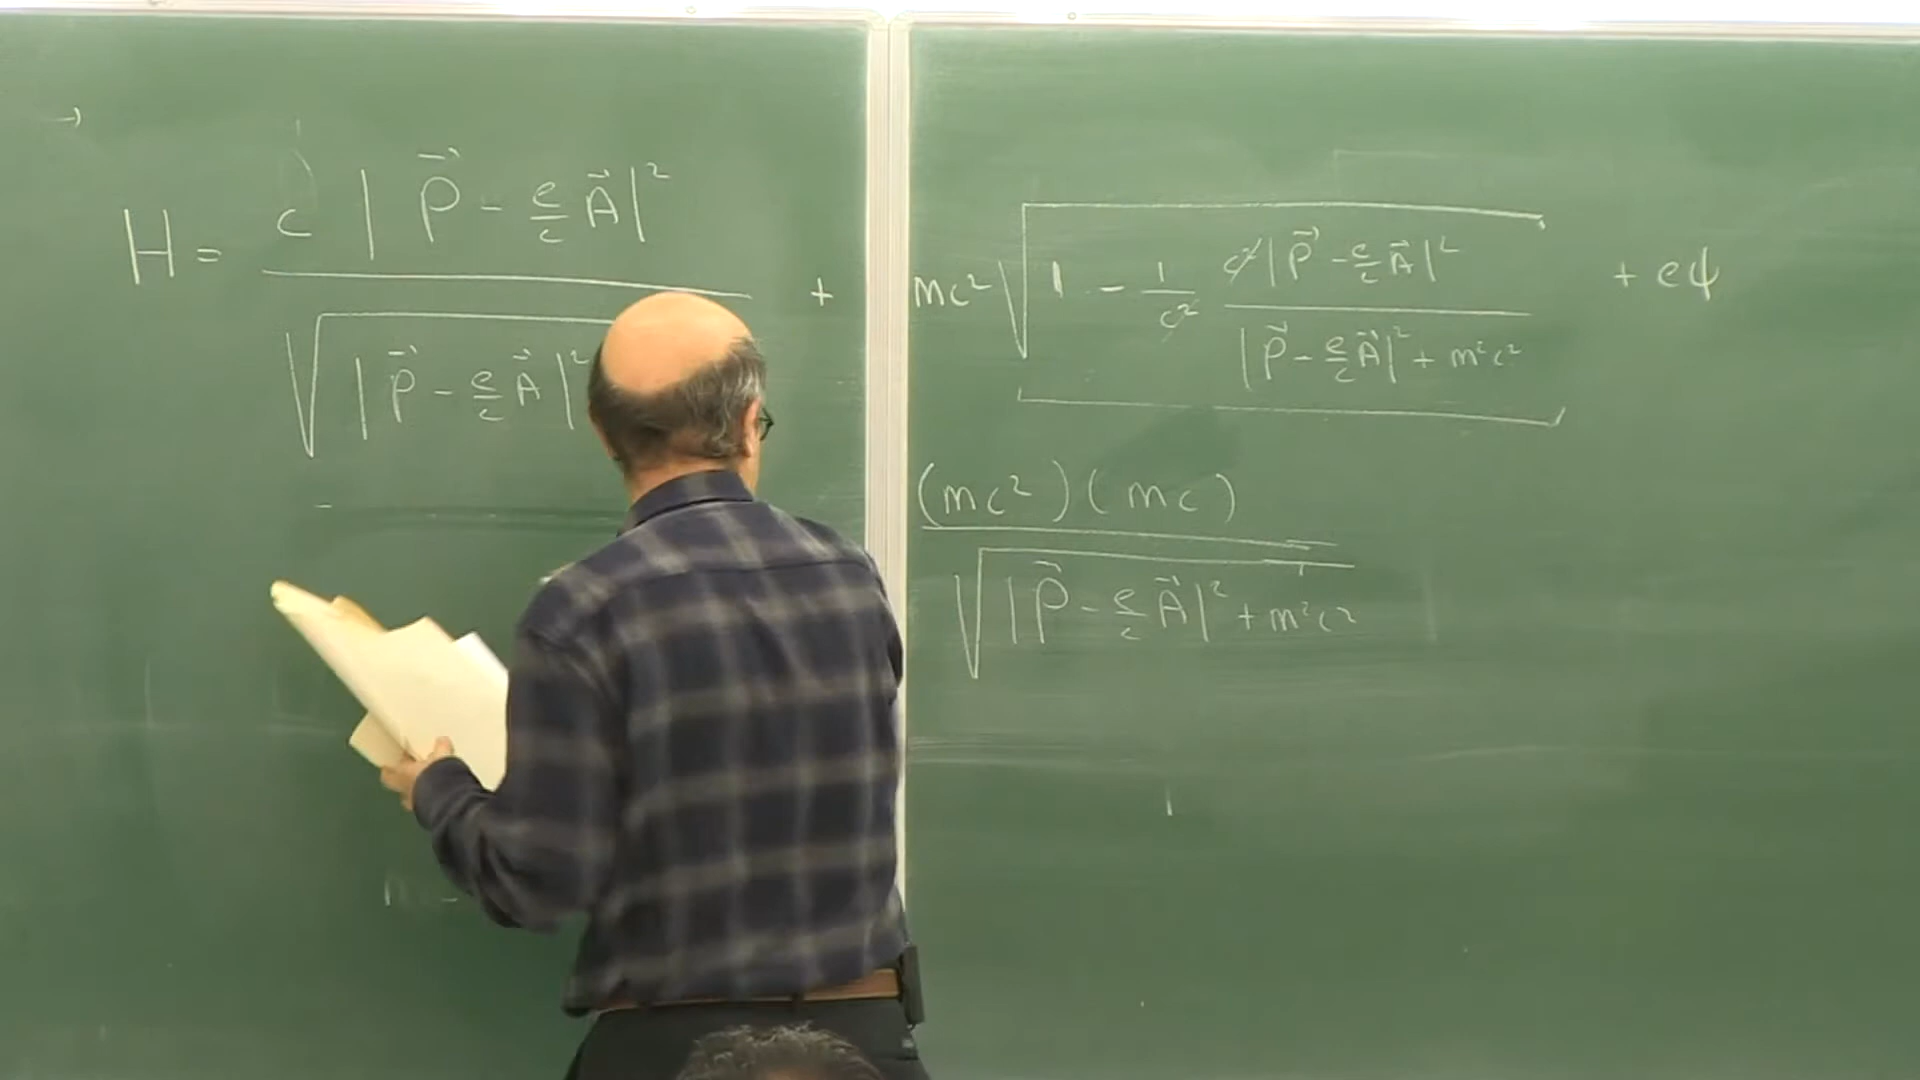 H = c |P⃗ - e/c A⃗|² / √(|P⃗ - e/c A⃗|² + mc² √(1 - 1/c² c²|P⃗ - e/c A⃗|² / (|P⃗ - e/c A⃗|² + m²c²)) + eψ
(mc²)(mc) / √(|P⃗ - e/c A⃗|² + m²c²)